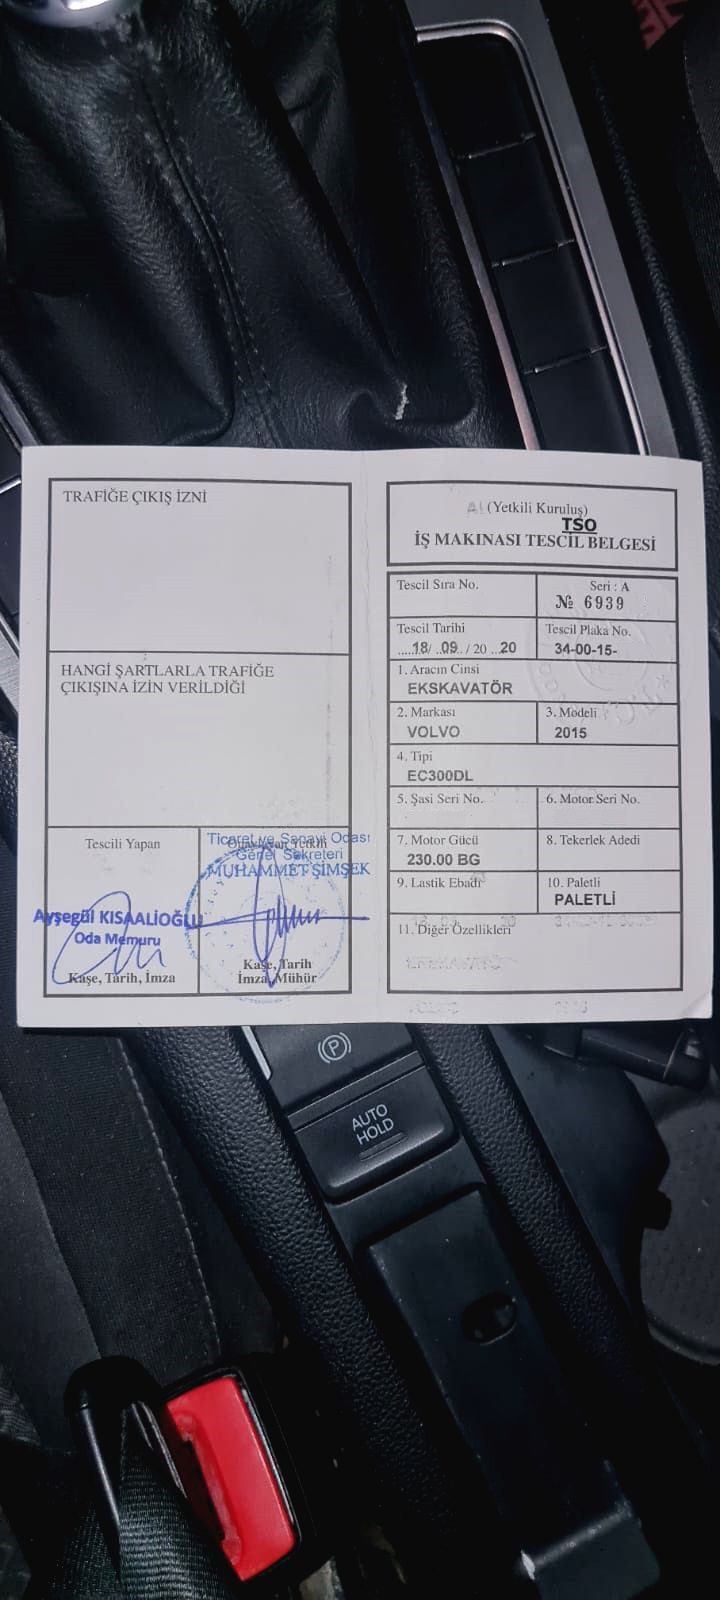 TRAFİĞE ÇIKIŞ İZNİ
HANGİ ŞARTLARLA TRAFİĞE
ÇIKIŞINA İZİN VERİLDİĞİ
Tescili Yapan
Ayşegül KISAALİOĞLU
Oda Memuru
Kaşe, Tarih, İmza
Ticaret ve Sanayi Odası
Genel Sekreteri
MUHAMMET ŞİMŞEK
Kaşe, Tarih
İmza, Mühür
(Yetkili Kuruluş)
TSO
İŞ MAKINASI TESCİL BELGESİ
Tescil Sıra No.
Seri : A
№ 6939
Tescil Tarihi
18/ 09 / 20 20
Tescil Plaka No.
34-00-15-
1. Aracın Cinsi
EKSKAVATÖR
2. Markası
VOLVO
3. Modeli
2015
4. Tipi
EC300DL
5. Şasi Seri No.
6. Motor Seri No.
7. Motor Gücü
230.00 BG
8. Tekerlek Adedi
9. Lastik Ebadı
10. Paletli
PALETLİ
11. Diğer Özellikleri
P
AUTO
HOLD